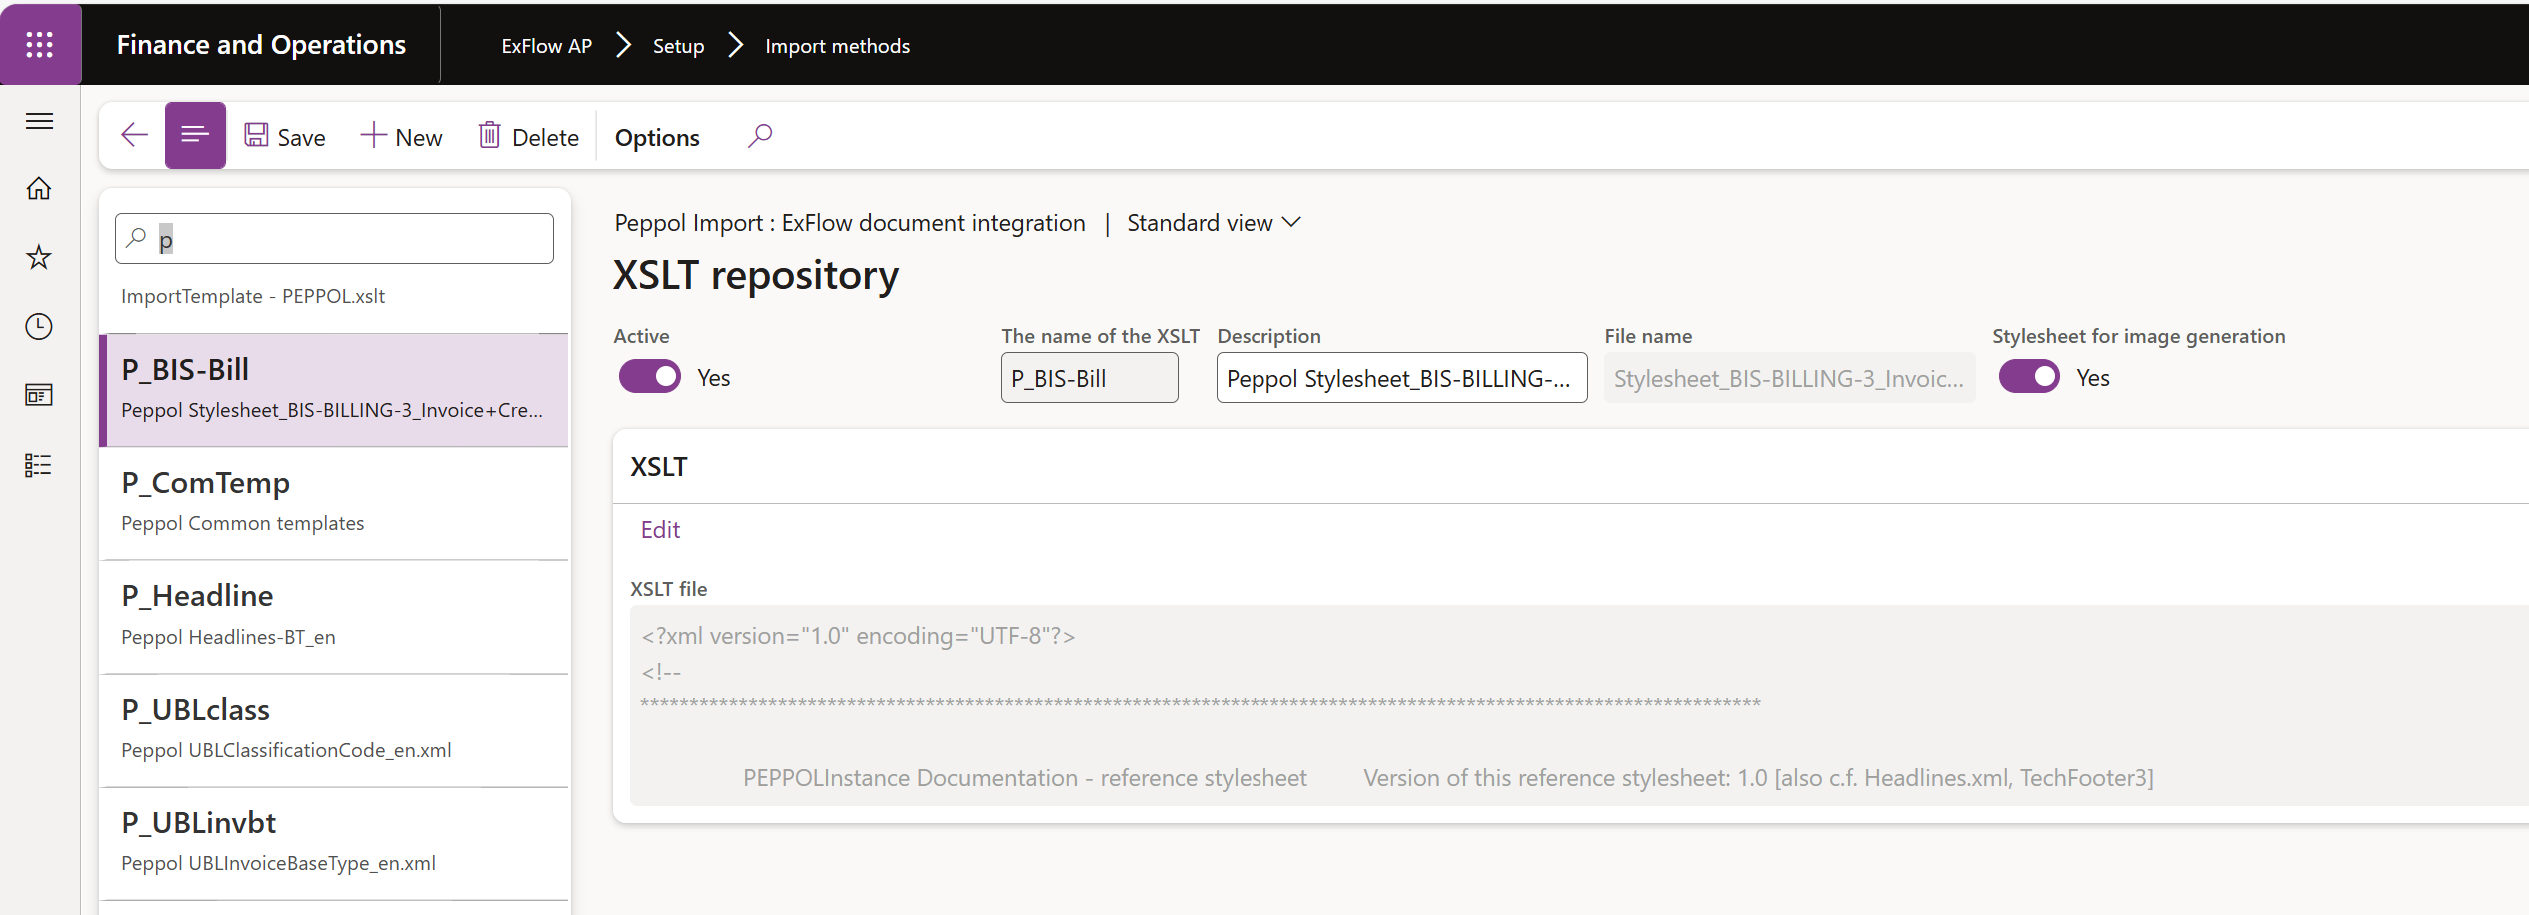 Finance and Operations
ExFlow AP > Setup > Import methods
Save New Delete Options
p
ImportTemplate - PEPPOL.xslt
P_BIS-Bill
Peppol Stylesheet_BIS-BILLING-3_Invoice+Cre...
P_ComTemp
Peppol Common templates
P_Headline
Peppol Headlines-BT_en
P_UBLclass
Peppol UBLClassificationCode_en.xml
P_UBLinvbt
Peppol UBLInvoiceBaseType_en.xml
Peppol Import : ExFlow document integration | Standard view
XSLT repository
Active
Yes
The name of the XSLT
P_BIS-Bill
Description
Peppol Stylesheet_BIS-BILLING-...
File name
Stylesheet_BIS-BILLING-3_Invoic...
Stylesheet for image generation
Yes
XSLT
Edit
XSLT file
<?xml version="1.0" encoding="UTF-8"?>
<!--
******************************************************************************************************************
PEPPOLInstance Documentation - reference stylesheet Version of this reference stylesheet: 1.0 [also c.f. Headlines.xml, TechFooter3]